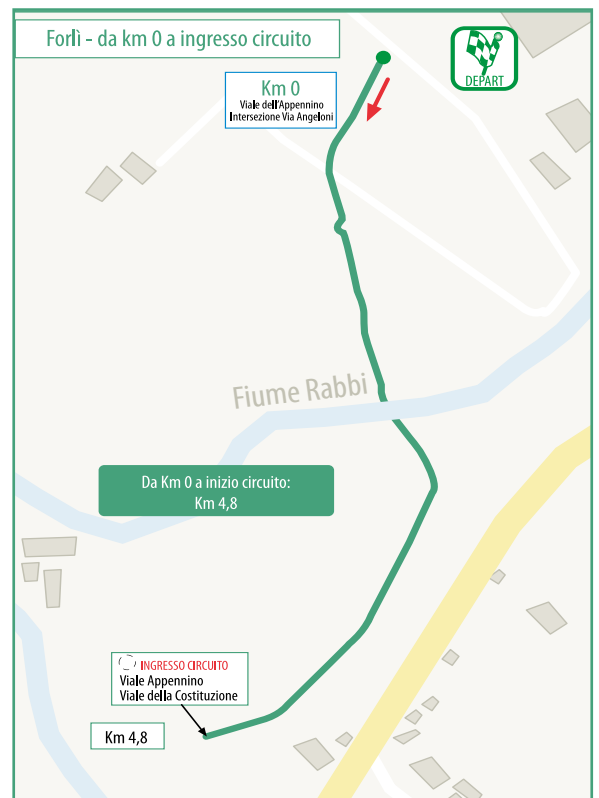 Forlì - da km 0 a ingresso circuito
DEPART
Km 0
Viale dell'Appennino
Intersezione Via Angeloni
Fiume Rabbi
Da Km 0 a inizio circuito:
Km 4,8
INGRESSO CIRCUITO
Viale Appennino
Viale della Costituzione
Km 4,8